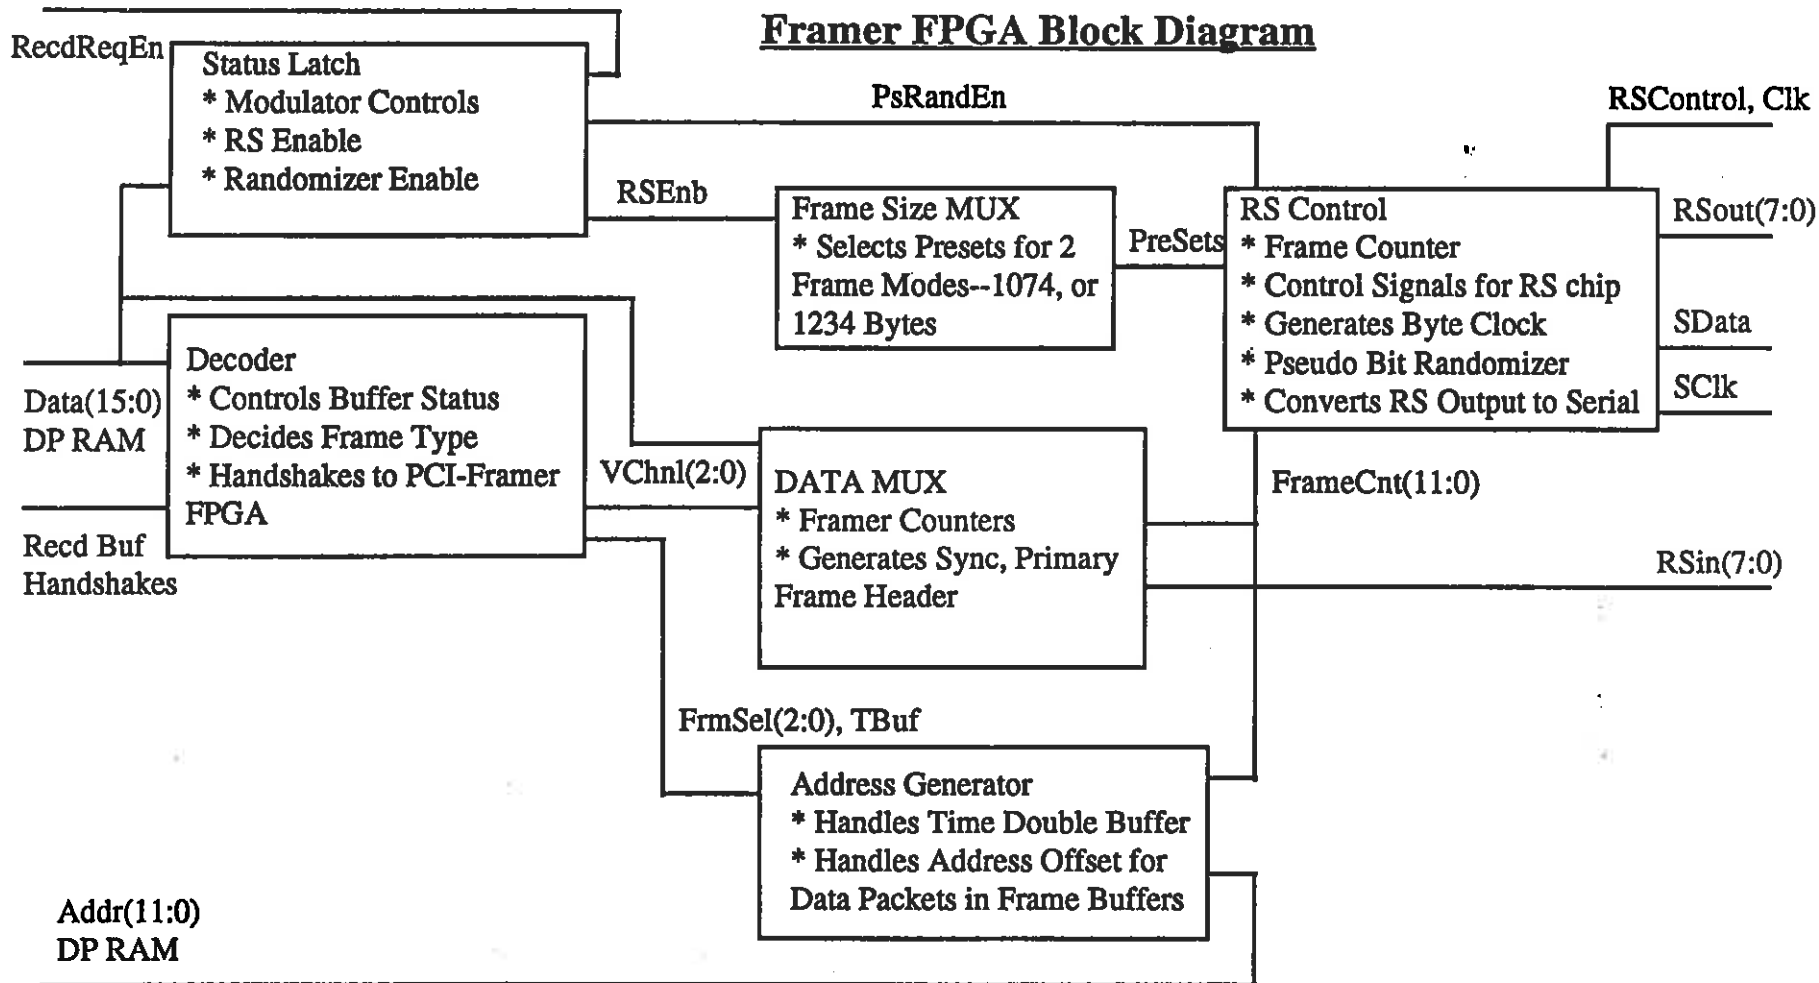 Framer FPGA Block Diagram
RecdReqEn
Status Latch
* Modulator Controls
* RS Enable
* Randomizer Enable
PsRandEn
RSControl, Clk
RSEnb
Frame Size MUX
* Selects Presets for 2
Frame Modes--1074, or
1234 Bytes
PreSets
RS Control
* Frame Counter
* Control Signals for RS chip
* Generates Byte Clock
* Pseudo Bit Randomizer
* Converts RS Output to Serial
RSout(7:0)
SData
SClk
Data(15:0)
DP RAM
Decoder
* Controls Buffer Status
* Decides Frame Type
* Handshakes to PCI-Framer
FPGA
Recd Buf
Handshakes
VChnl(2:0)
DATA MUX
* Framer Counters
* Generates Sync, Primary
Frame Header
FrameCnt(11:0)
RSin(7:0)
FrmSel(2:0), TBuf
Address Generator
* Handles Time Double Buffer
* Handles Address Offset for
Data Packets in Frame Buffers
Addr(11:0)
DP RAM